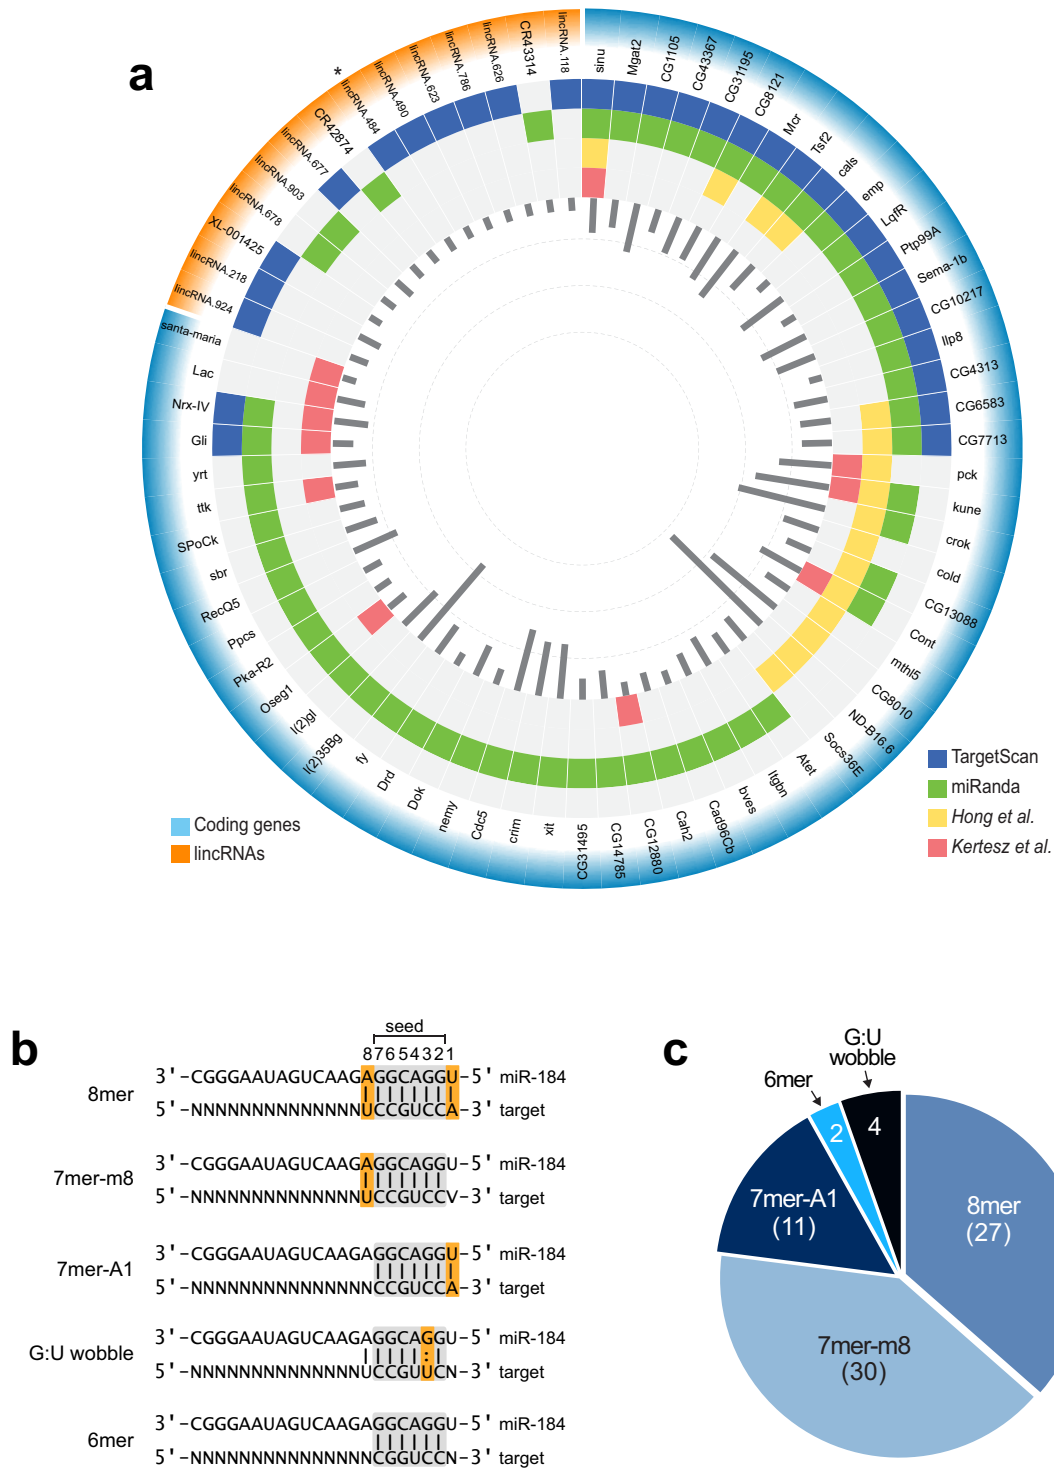 a
sinu
Mgat2
CG1105
CG43367
CG31195
CG8121
Mcr
Tsf2
cals
emp
LqfR
Ptp99A
Sema-1b
CG10217
Ilp8
CG4313
CG6583
CG7713
pck
kune
crok
cold
CG13088
Cont
mthl5
CG8010
ND-B16.6
Socs36E
Atet
Itgbn
bves
Cad96Cb
Cah2
CG12880
CG14785
CG31495
xit
crim
Cdc5
nemy
Dok
Drd
fy
l(2)35Bg
l(2)gl
Oseg1
Pka-R2
Ppcs
RecQ5
sbr
SPoCk
ttk
yrt
Gli
Nrx-IV
Lac
santa-maria
lincRNA.924
lincRNA.218
XL-001425
lincRNA.678
lincRNA.903
lincRNA.677
CR42874
* lincRNA.484
lincRNA.490
lincRNA.623
lincRNA.786
lincRNA.626
CR43314
lincRNA.118
Coding genes
lincRNAs
TargetScan
miRanda
Hong et al.
Kertesz et al.
b
seed
87654321
8mer
3'-CGGGAAUAGUCAAGAGGCAGGU-5' miR-184
5'-NNNNNNNNNNNNNNUCCGUCCA-3' target
7mer-m8
3'-CGGGAAUAGUCAAGAGGCAGGU-5' miR-184
5'-NNNNNNNNNNNNNNUCCGUCCV-3' target
7mer-A1
3'-CGGGAAUAGUCAAGAGGCAGGU-5' miR-184
5'-NNNNNNNNNNNNNNNCCGUCCA-3' target
G:U wobble
3'-CGGGAAUAGUCAAGAGGCAGGU-5' miR-184
5'-NNNNNNNNNNNNNNUCCGUUCN-3' target
6mer
3'-CGGGAAUAGUCAAGAGGCAGGU-5' miR-184
5'-NNNNNNNNNNNNNNNCGGUCCN-3' target
c
G:U
wobble
6mer
2
4
8mer
(27)
7mer-A1
(11)
7mer-m8
(30)